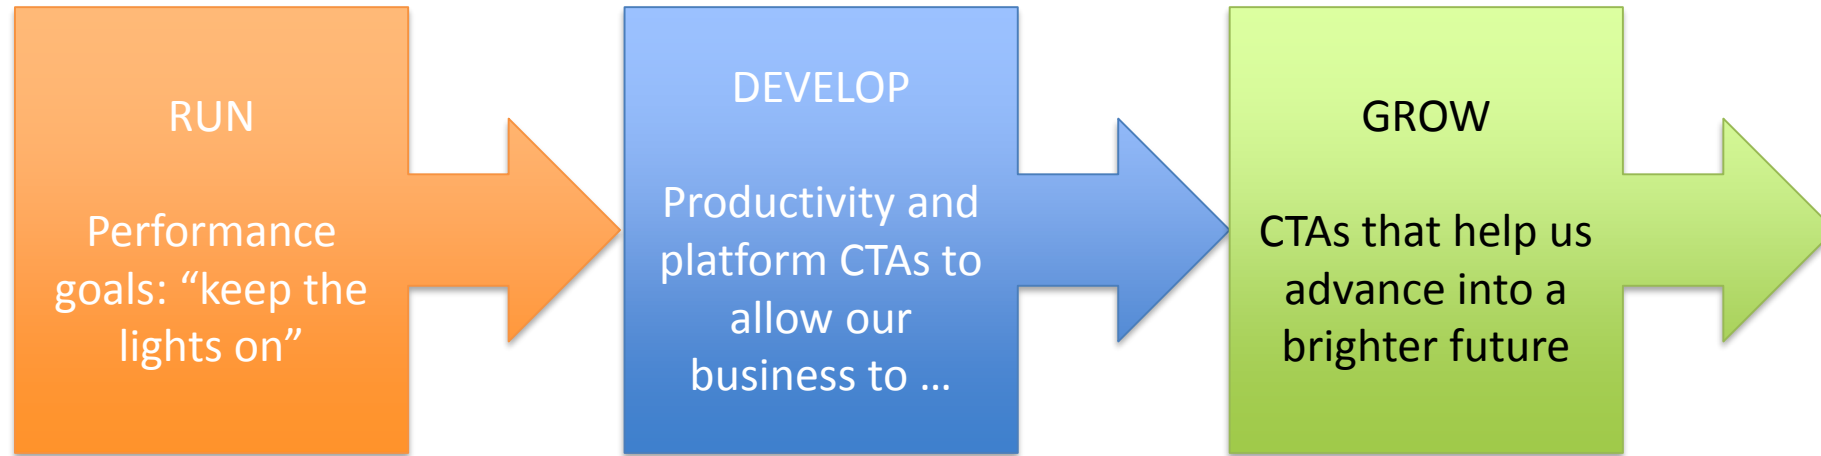 RUN
Performance
goals: “keep the
lights on”
DEVELOP
Productivity and
platform CTAs to
allow our
business to …
GROW
CTAs that help us
advance into a
brighter future